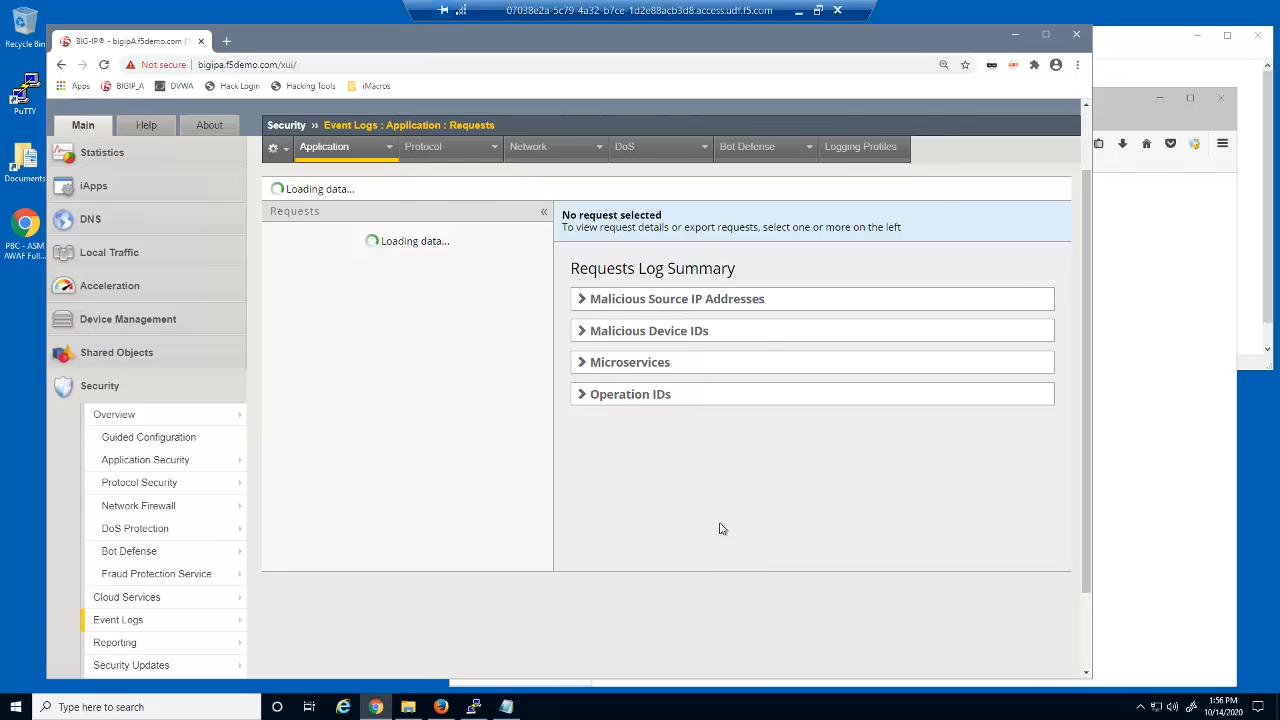 07038e2a-5c79-4a32-b7ce-1d2e88acb3d8.access.udf.f5.com
Recycle Bin
BIG-IP® - bigipA.f5demo.com [1
Not secure
bigipa.f5demo.com/xui/
Apps
BIGIP_A
DVWA
Hack Login
Hacking Tools
iMacros
PuTTY
Documents
PBC - ASM
AWAF Full...
Main
Help
About
Security » Event Logs : Application : Requests
Application
Protocol
Network
DoS
Bot Defense
Logging Profiles
Statistics
iApps
DNS
Local Traffic
Acceleration
Device Management
Shared Objects
Security
Overview
Guided Configuration
Application Security
Protocol Security
Network Firewall
DoS Protection
Bot Defense
Fraud Protection Service
Cloud Services
Event Logs
Reporting
Security Updates
Loading data...
Requests
«
Loading data...
No request selected
To view request details or export requests, select one or more on the left
Requests Log Summary
Malicious Source IP Addresses
Malicious Device IDs
Microservices
Operation IDs
Type here to search
1:56 PM
10/14/2020